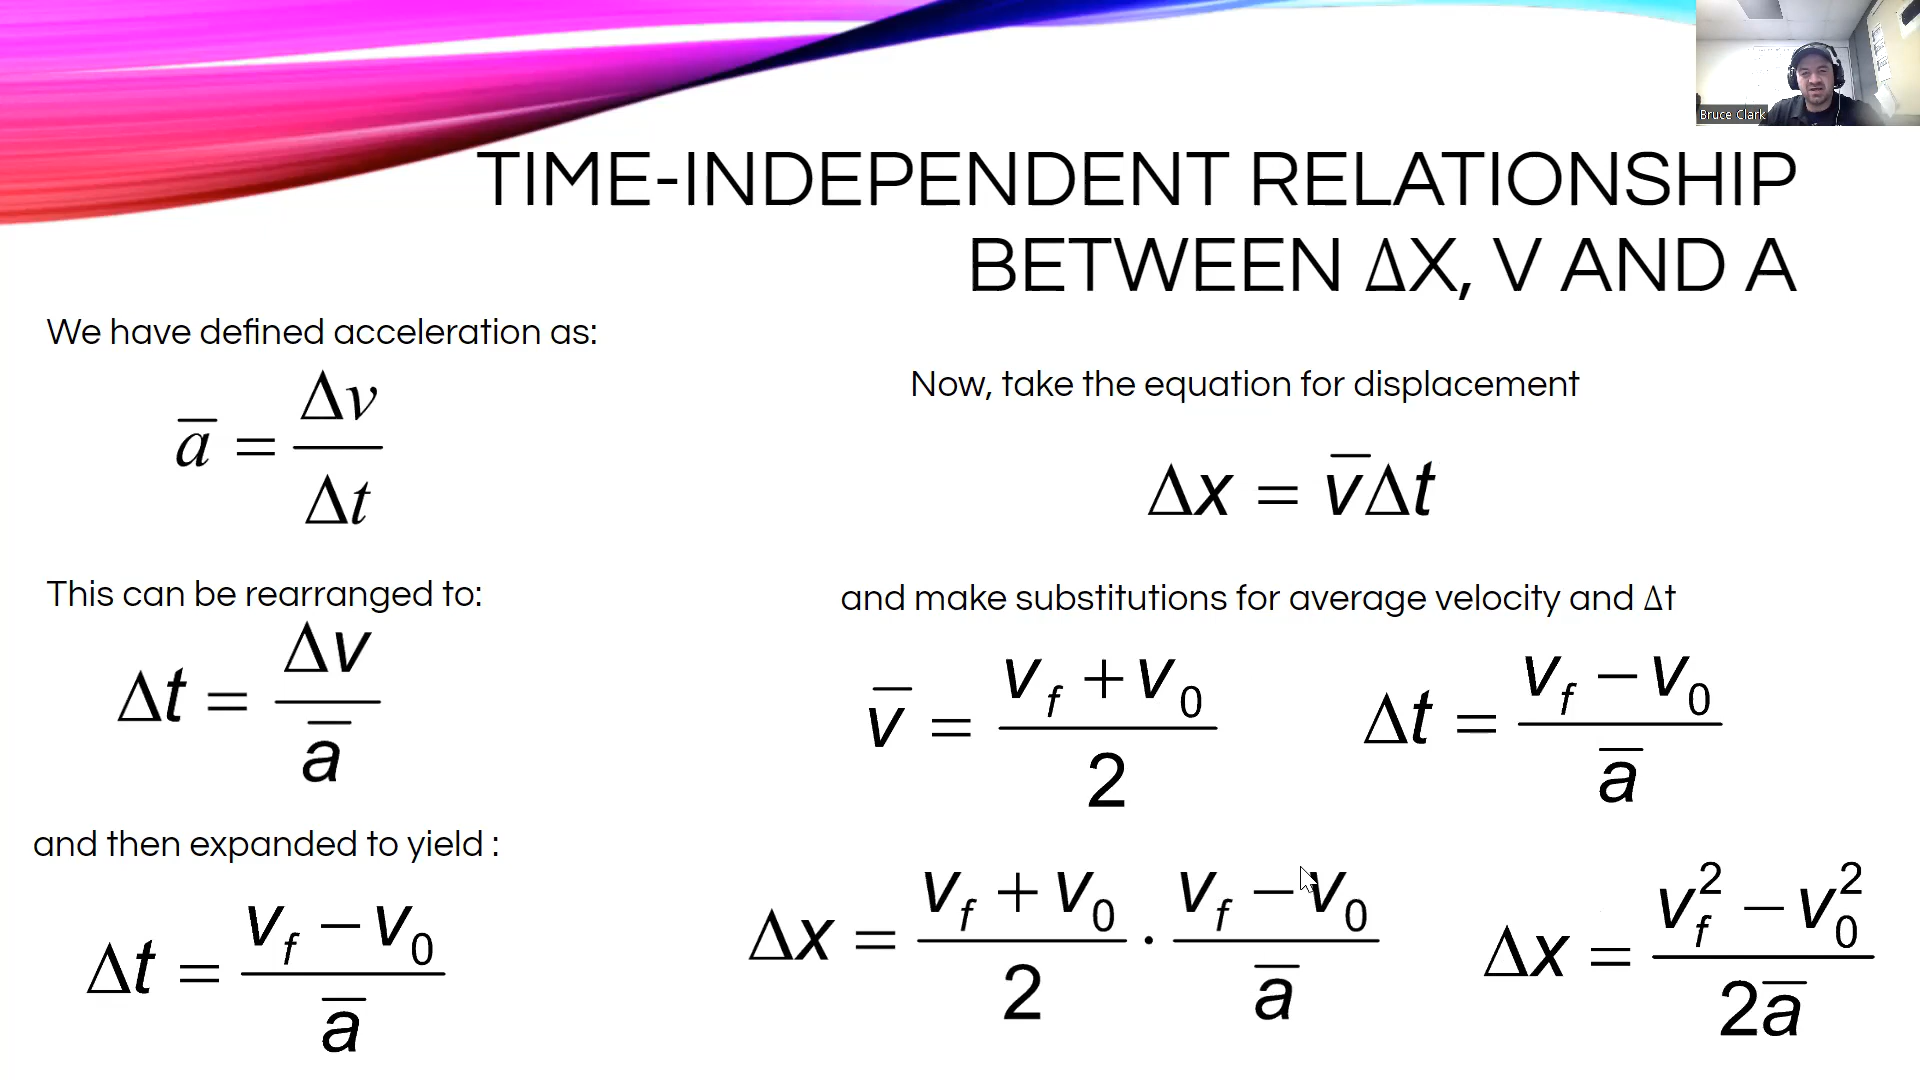 Bruce Clark
TIME-INDEPENDENT RELATIONSHIP
BETWEEN ΔX, V AND A
We have defined acceleration as:
a̅ = Δv / Δt
This can be rearranged to:
Δt = Δv / a̅
and then expanded to yield :
Δt = (v_f − v_0) / a̅
Now, take the equation for displacement
Δx = v̅Δt
and make substitutions for average velocity and Δt
v̅ = (v_f + v_0) / 2
Δt = (v_f − v_0) / a̅
Δx = (v_f + v_0) / 2 · (v_f − v_0) / a̅
Δx = (v_f² − v_0²) / 2a̅